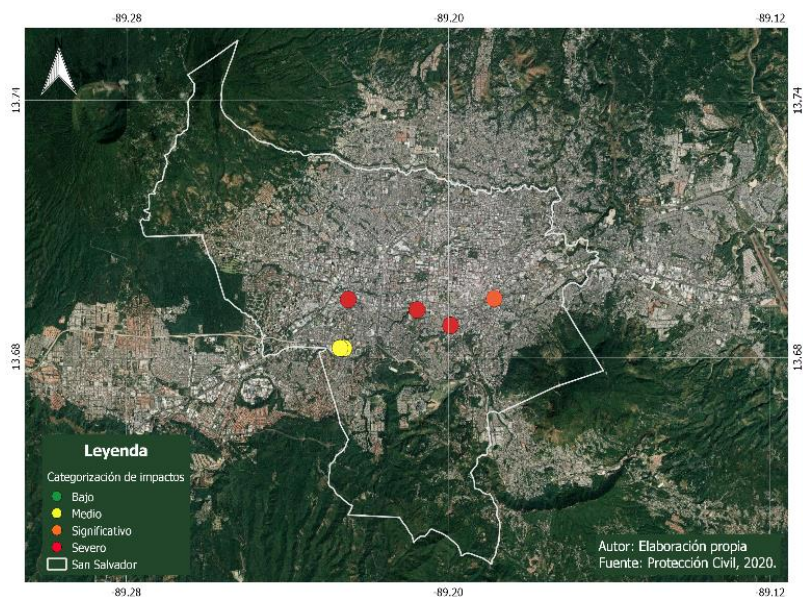 -89.28 -89.20 -89.12
13.74 13.74
13.68 13.68
Leyenda
Categorización de impactos
Bajo
Medio
Significativo
Severo
San Salvador
Autor: Elaboración propia
Fuente: Protección Civil, 2020.
-89.28 -89.20 -89.12